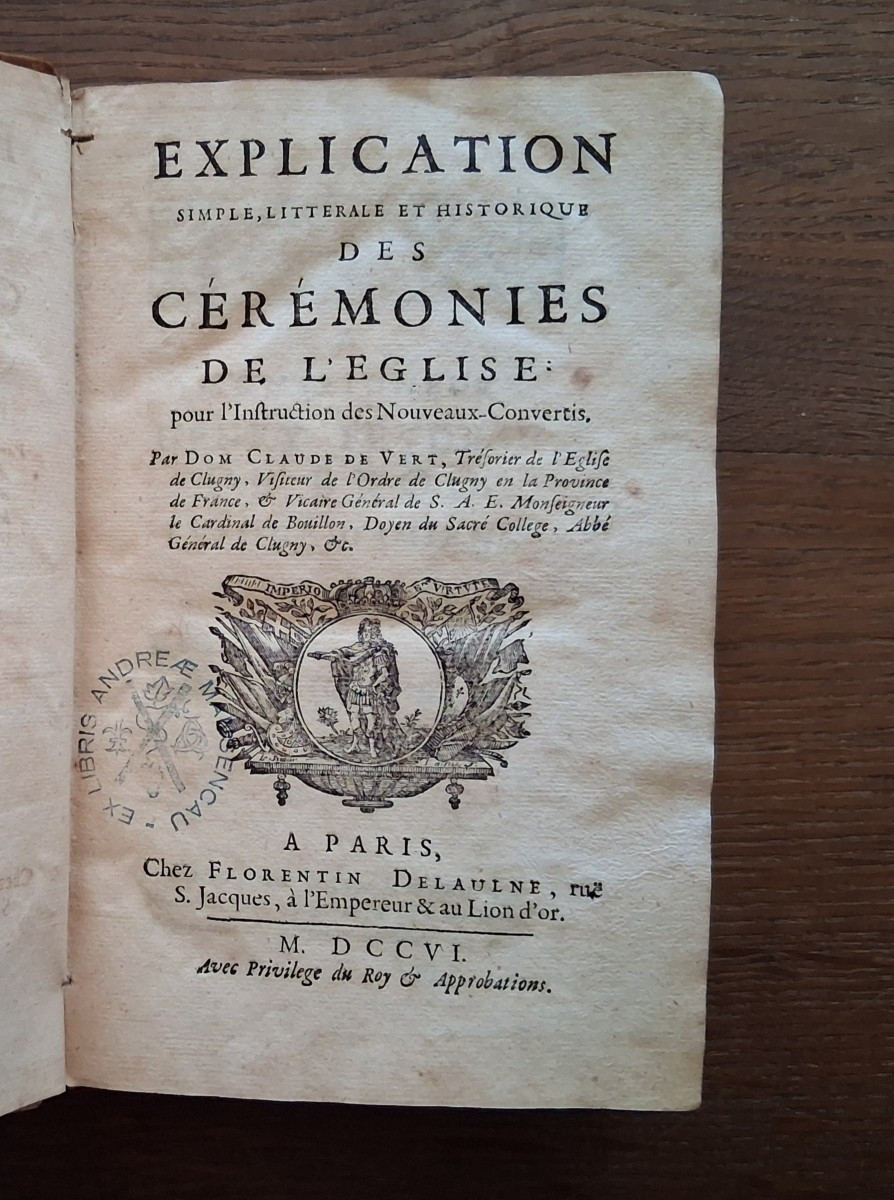 EXPLICATION
SIMPLE, LITTERALE ET HISTORIQUE
DES
CÉRÉMONIES
DE L'EGLISE:
pour l'Instruction des Nouveaux-Convertis.
Par DOM CLAUDE DE VERT, Trésorier de l'Eglise
de Clugny, Visiteur de l'Ordre de Clugny en la Province
de France, & Vicaire Général de S. A. E. Monseigneur
le Cardinal de Bouillon, Doyen du Sacré College, Abbé
Général de Clugny, &c.
IMPERIO VIRTUTE
EX LIBRIS ANDREÆ
A PARIS,
Chez FLORENTIN DELAULNE, rue
S. Jacques, à l'Empereur & au Lion d'or.
M. DCCVI.
Avec Privilege du Roy & Approbations.